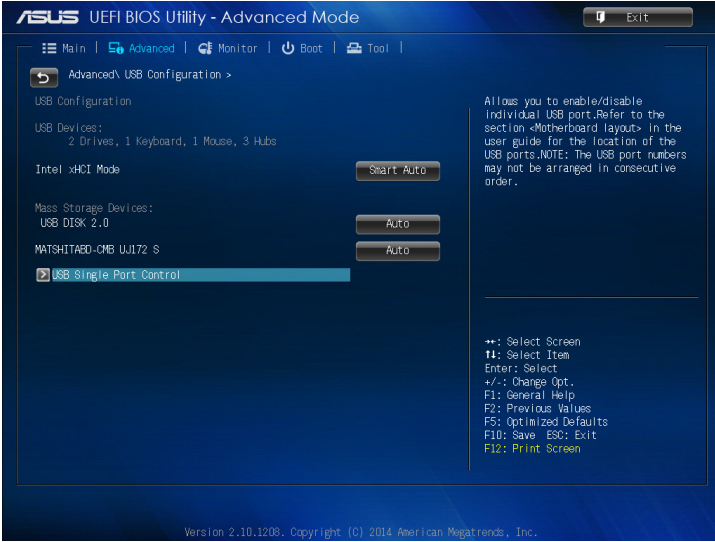 ASUS UEFI BIOS Utility - Advanced Mode
Exit
Main | Advanced | Monitor | Boot | Tool |
Advanced\ USB Configuration >
USB Configuration
USB Devices:
2 Drives, 1 Keyboard, 1 Mouse, 3 Hubs
Intel xHCI Mode
Smart Auto
Mass Storage Devices:
USB DISK 2.0
Auto
MATSHITABD-CMB UJ172 S
Auto
> USB Single Port Control
Allows you to enable/disable
individual USB port.Refer to the
section <Motherboard layout> in the
user guide for the location of the
USB ports.NOTE: The USB port numbers
may not be arranged in consecutive
order.
→←: Select Screen
↑↓: Select Item
Enter: Select
+/-: Change Opt.
F1: General Help
F2: Previous Values
F5: Optimized Defaults
F10: Save ESC: Exit
F12: Print Screen
Version 2.10.1208. Copyright (C) 2014 American Megatrends, Inc.